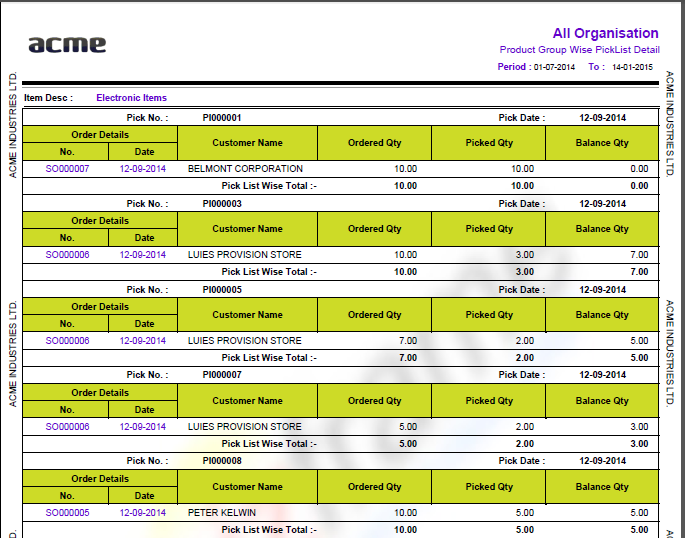 acme
All Organisation
Product Group Wise PickList Detail
Period : 01-07-2014 To : 14-01-2015
ACME INDUSTRIES LTD.
ACME INDUSTRIES LTD.
Item Desc : Electronic Items
Pick No. : PI000001 Pick Date : 12-09-2014
Order Details Customer Name Ordered Qty Picked Qty Balance Qty
No. Date
SO000007 12-09-2014 BELMONT CORPORATION 10.00 10.00 0.00
Pick List Wise Total :- 10.00 10.00 0.00
Pick No. : PI000003 Pick Date : 12-09-2014
Order Details Customer Name Ordered Qty Picked Qty Balance Qty
No. Date
SO000006 12-09-2014 LUIES PROVISION STORE 10.00 3.00 7.00
Pick List Wise Total :- 10.00 3.00 7.00
Pick No. : PI000005 Pick Date : 12-09-2014
ACME INDUSTRIES LTD.
ACME INDUSTRIES LTD.
Order Details Customer Name Ordered Qty Picked Qty Balance Qty
No. Date
SO000006 12-09-2014 LUIES PROVISION STORE 7.00 2.00 5.00
Pick List Wise Total :- 7.00 2.00 5.00
Pick No. : PI000007 Pick Date : 12-09-2014
Order Details Customer Name Ordered Qty Picked Qty Balance Qty
No. Date
SO000006 12-09-2014 LUIES PROVISION STORE 5.00 2.00 3.00
Pick List Wise Total :- 5.00 2.00 3.00
Pick No. : PI000008 Pick Date : 12-09-2014
Order Details Customer Name Ordered Qty Picked Qty Balance Qty
No. Date
SO000005 12-09-2014 PETER KELWIN 10.00 5.00 5.00
Pick List Wise Total :- 10.00 5.00 5.00